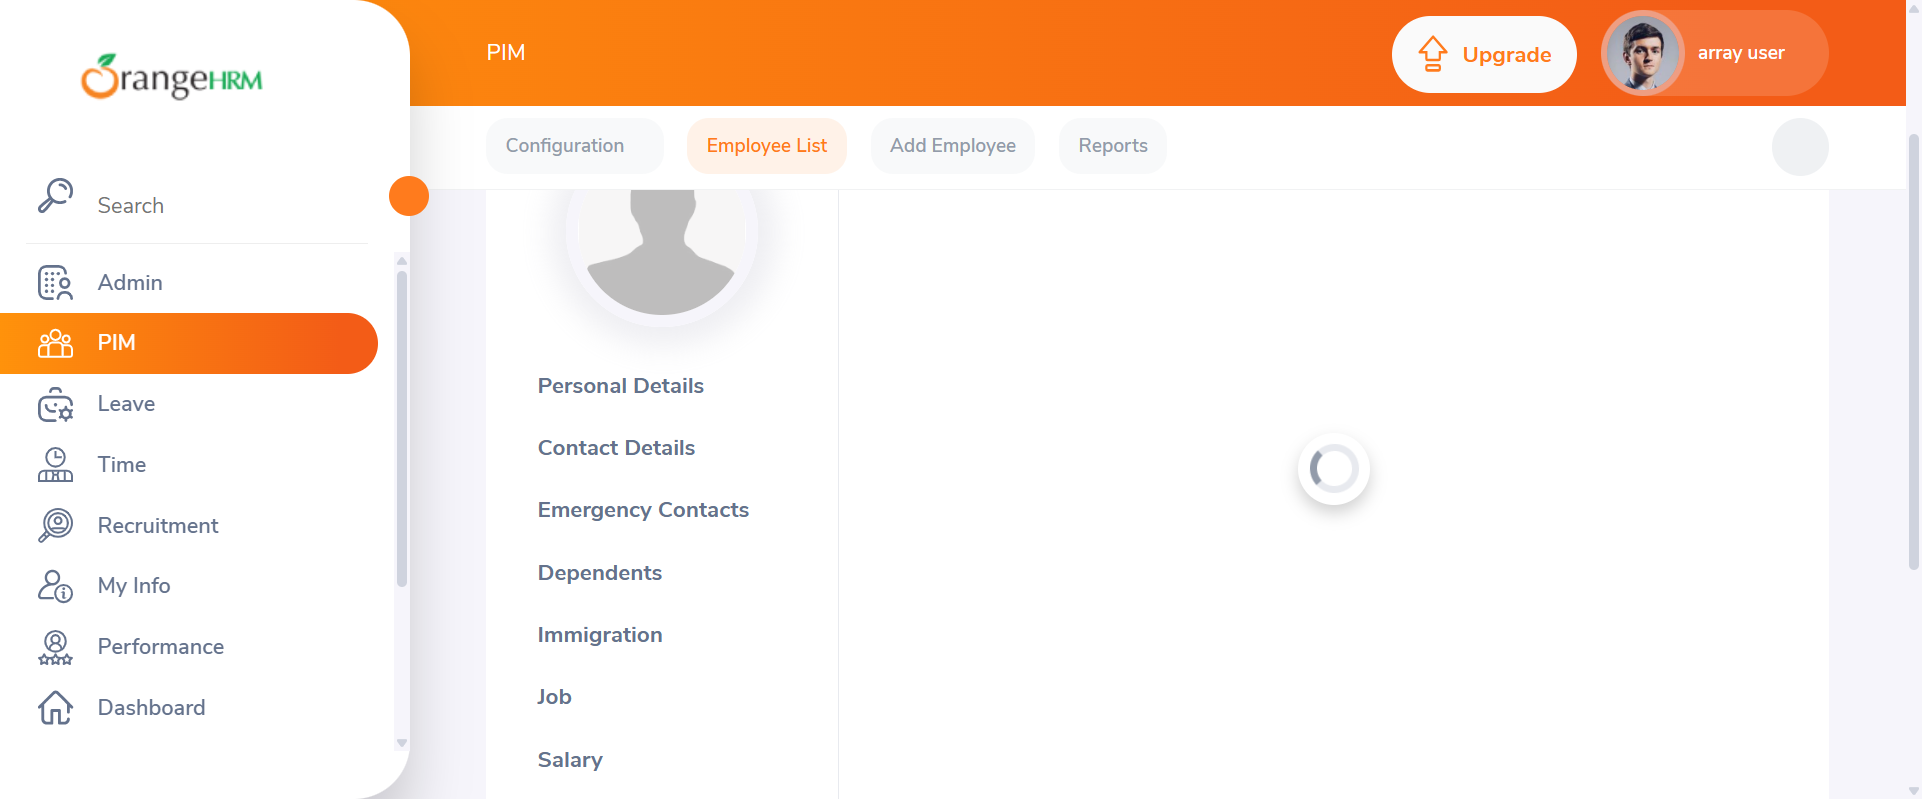 OrangeHRM
Search
Admin
PIM
Leave
Time
Recruitment
My Info
Performance
Dashboard
PIM
Upgrade
array user
Configuration
Employee List
Add Employee
Reports
Personal Details
Contact Details
Emergency Contacts
Dependents
Immigration
Job
Salary